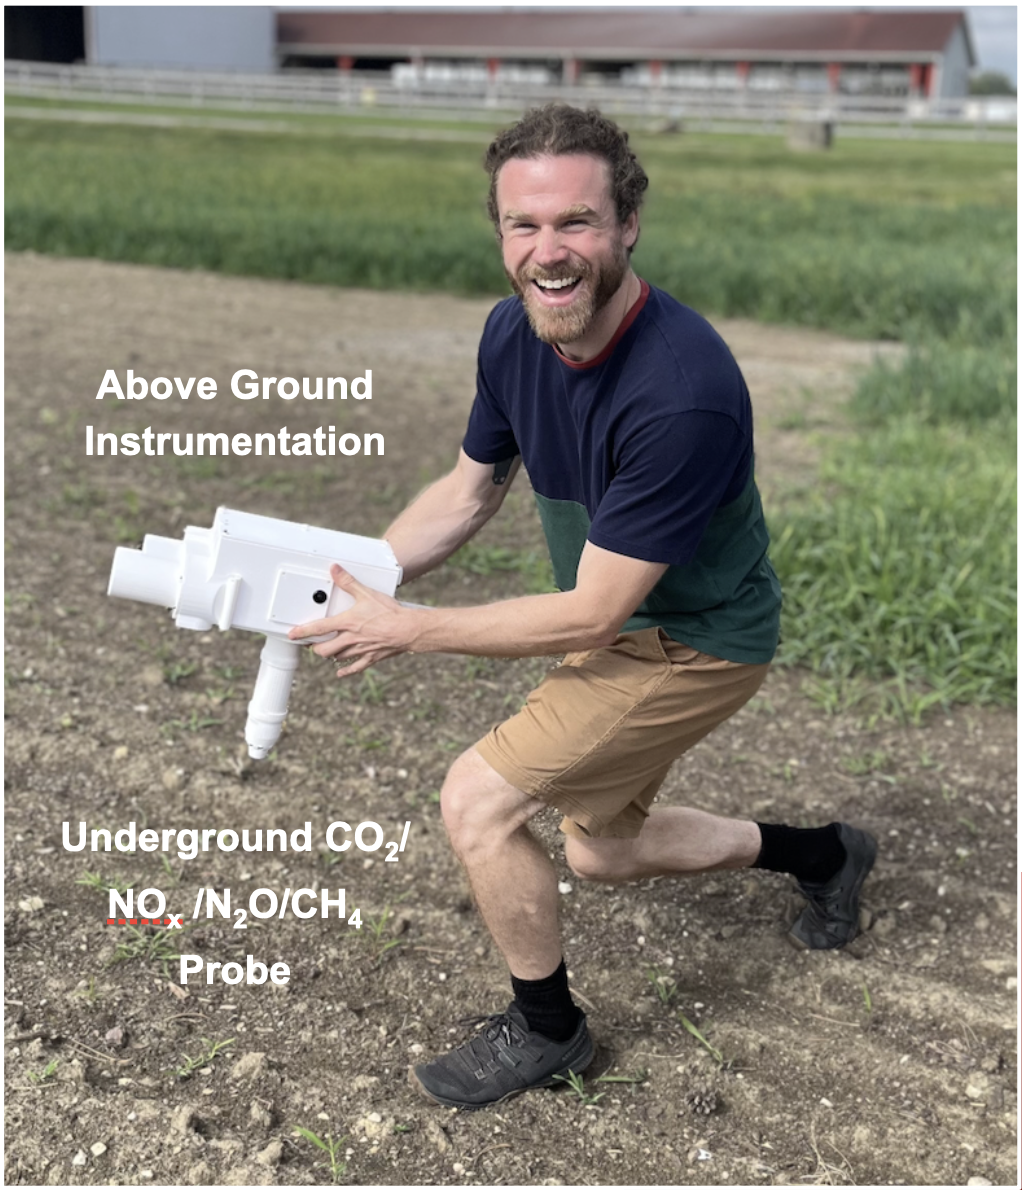 Above Ground
Instrumentation
Underground CO₂/
NOₓ /N₂O/CH₄
Probe